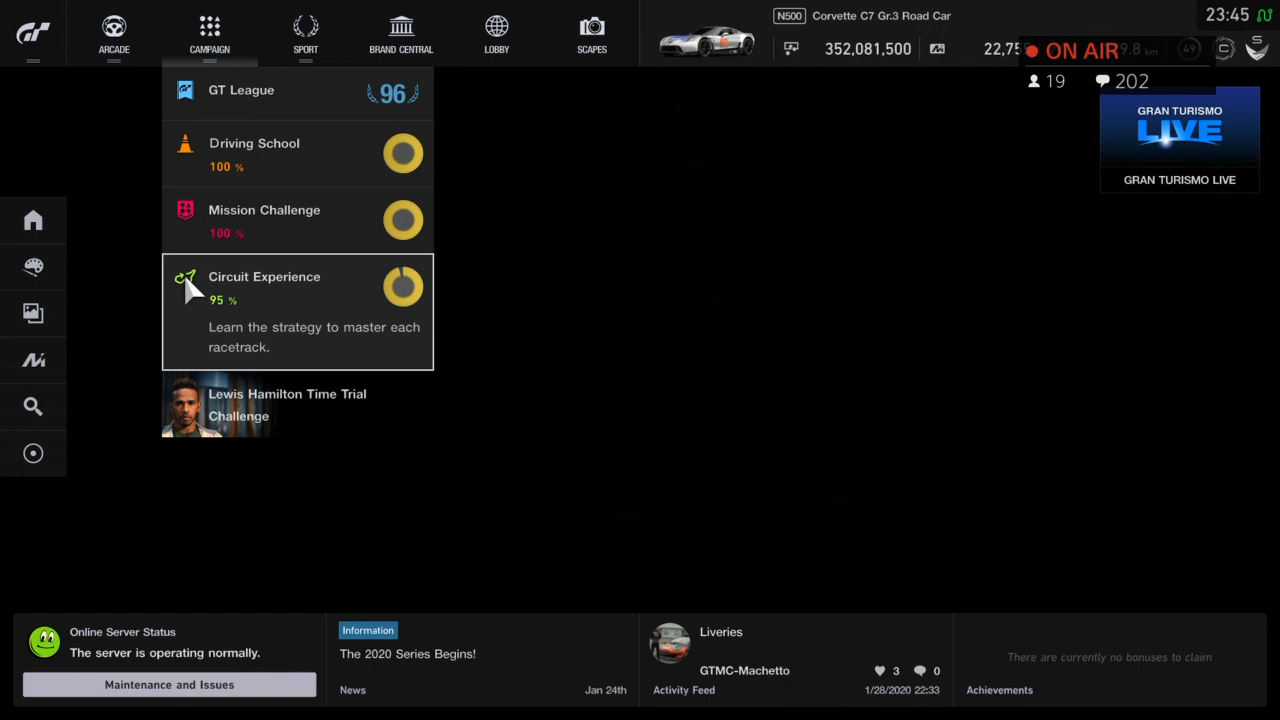 N500 Corvette C7 Gr.3 Road Car
23:45
ARCADE
CAMPAIGN
SPORT
BRAND CENTRAL
LOBBY
SCAPES
352,081,500
ON AIR
9.8 km
49
19
202
GT League
96
GRAN TURISMO
LIVE
GRAN TURISMO LIVE
Driving School
100 %
Mission Challenge
100 %
Circuit Experience
95 %
Learn the strategy to master each
racetrack.
Lewis Hamilton Time Trial
Challenge
Online Server Status
The server is operating normally.
Maintenance and Issues
Information
The 2020 Series Begins!
News
Jan 24th
Liveries
GTMC-Machetto
3
0
Activity Feed
1/28/2020 22:33
There are currently no bonuses to claim
Achievements